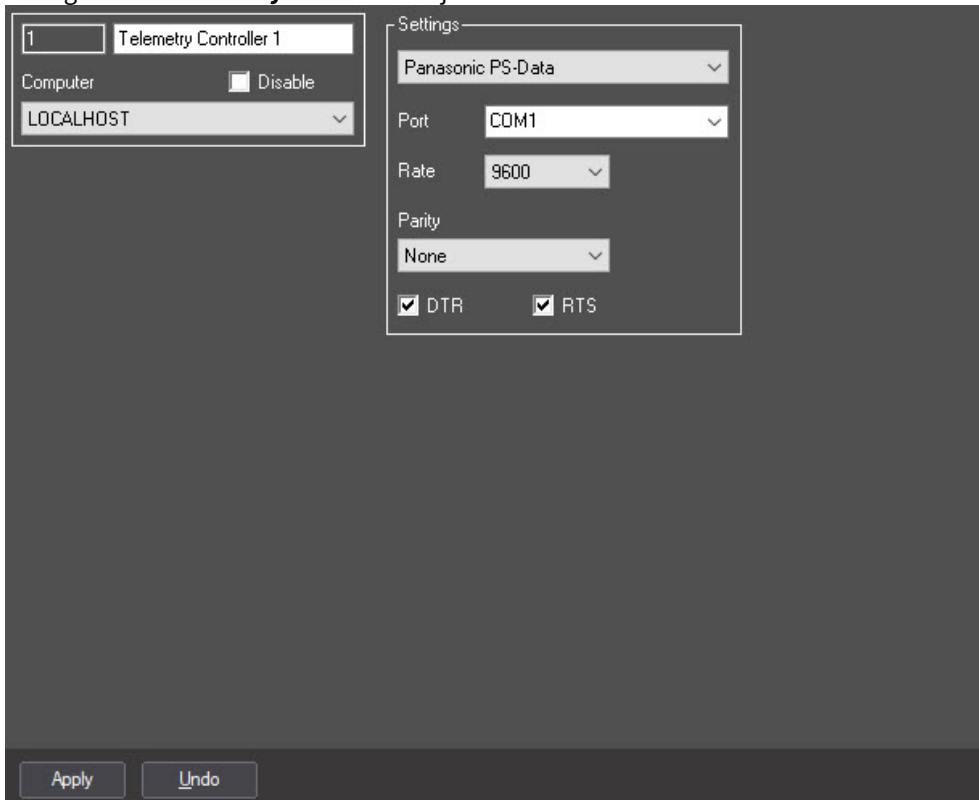 1
Telemetry Controller 1
Computer
Disable
LOCALHOST
Settings
Panasonic PS-Data
Port
COM1
Rate
9600
Parity
None
DTR
RTS
Apply
Undo